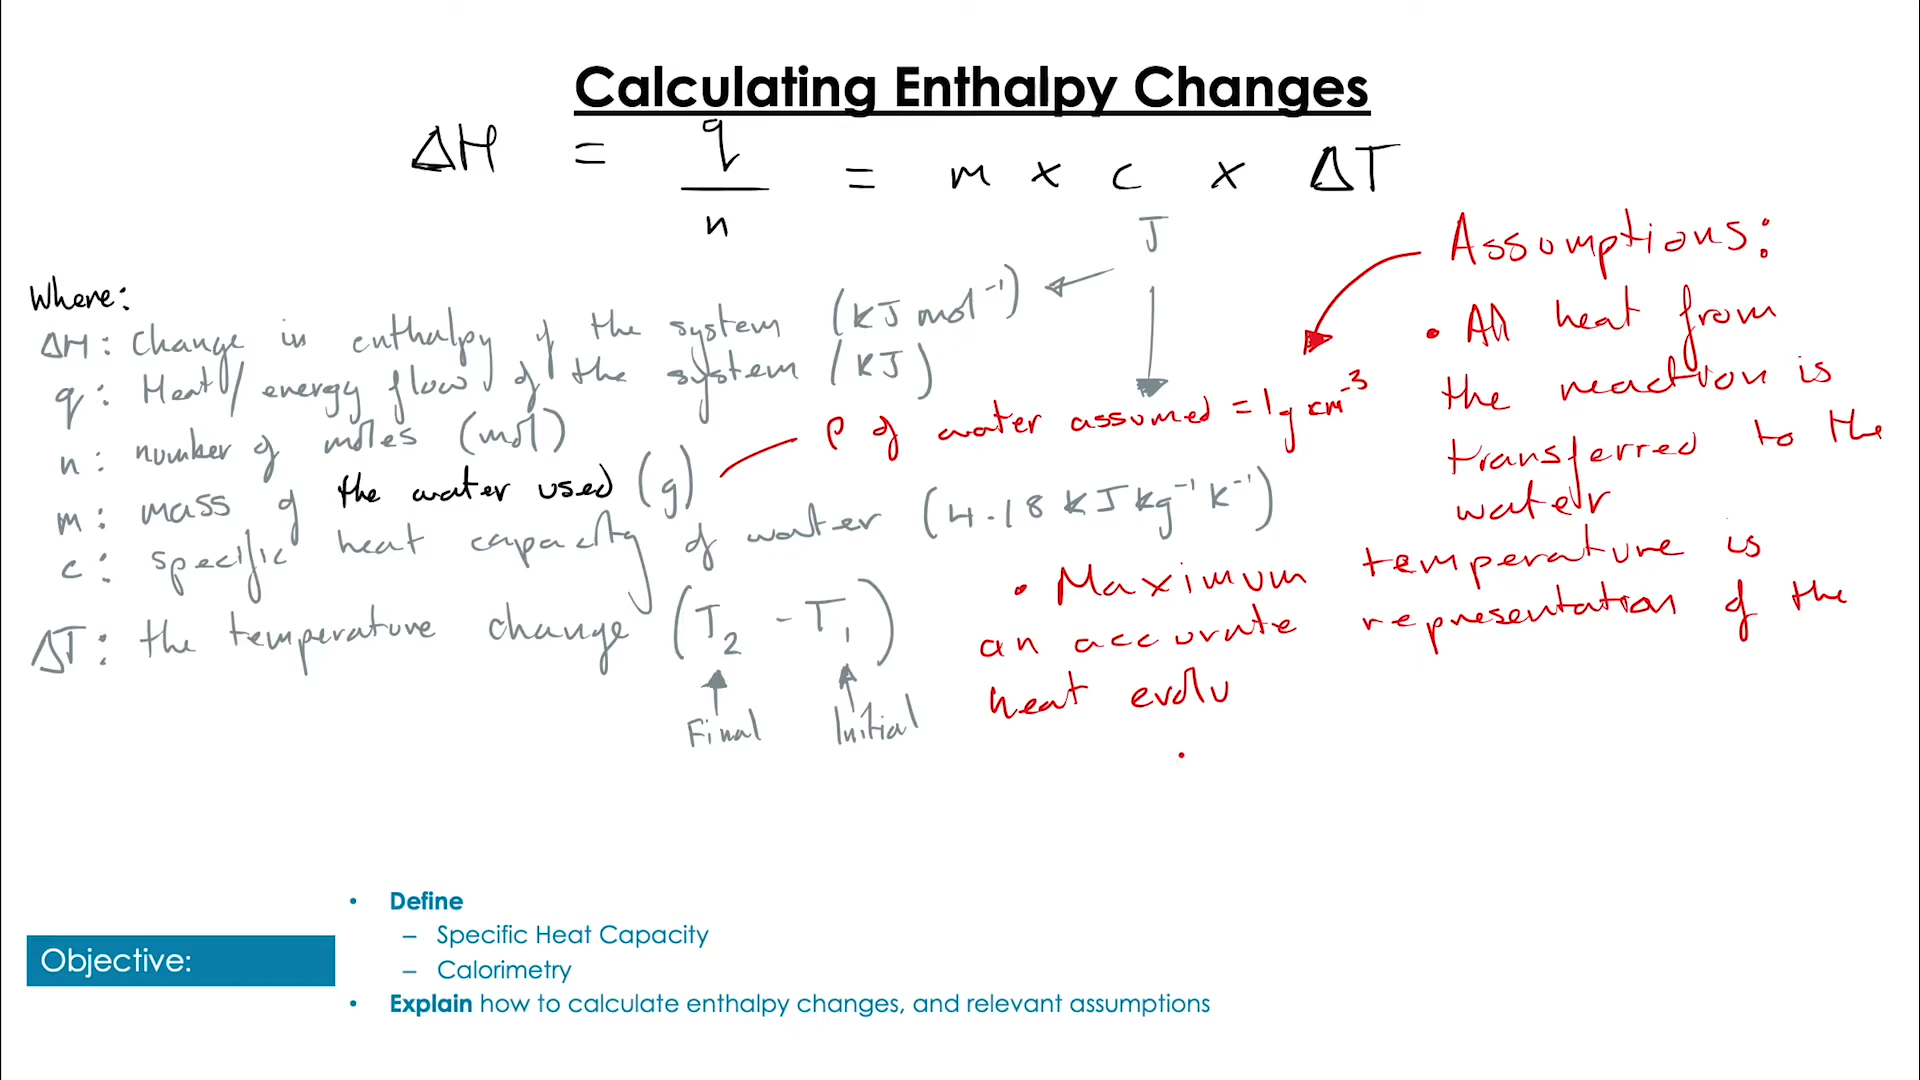 Calculating Enthalpy Changes
ΔH = q/n = m × c × ΔT
J
Where:
ΔH: Change in enthalpy of the system (kJ mol⁻¹)
q: Heat/energy flow of the system (kJ)
n: number of moles (mol)
m: mass of the water used (g)
c: specific heat capacity of water (4.18 kJ kg⁻¹ K⁻¹)
ΔT: the temperature change (T₂ - T₁)
Final Initial
ρ of water assumed = 1g cm⁻³
Assumptions:
• All heat from
the reaction is
transferred to the
water
• Maximum temperature is
an accurate representation of the
heat evolu
Objective:
• Define
– Specific Heat Capacity
– Calorimetry
• Explain how to calculate enthalpy changes, and relevant assumptions